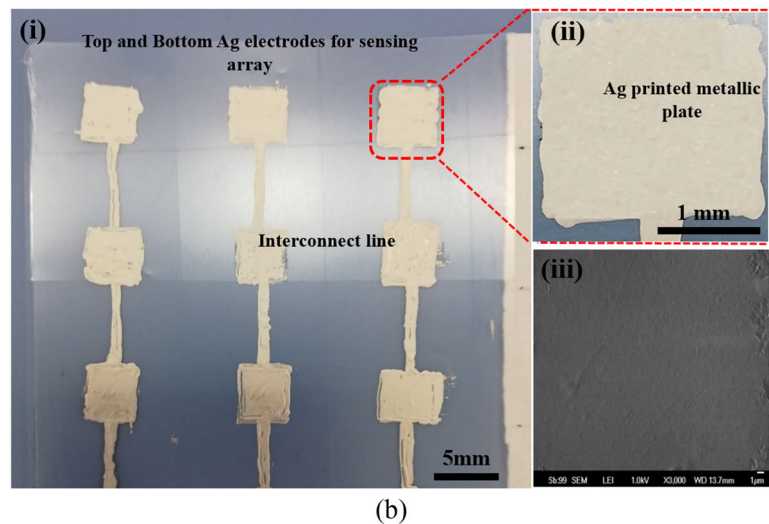 (i)
Top and Bottom Ag electrodes for sensing
array
Interconnect line
5mm
(ii)
Ag printed metallic
plate
1 mm
(iii)
Sb:99 SEM LEI 1.0kV X3,000 WD 13.7mm 1μm
(b)